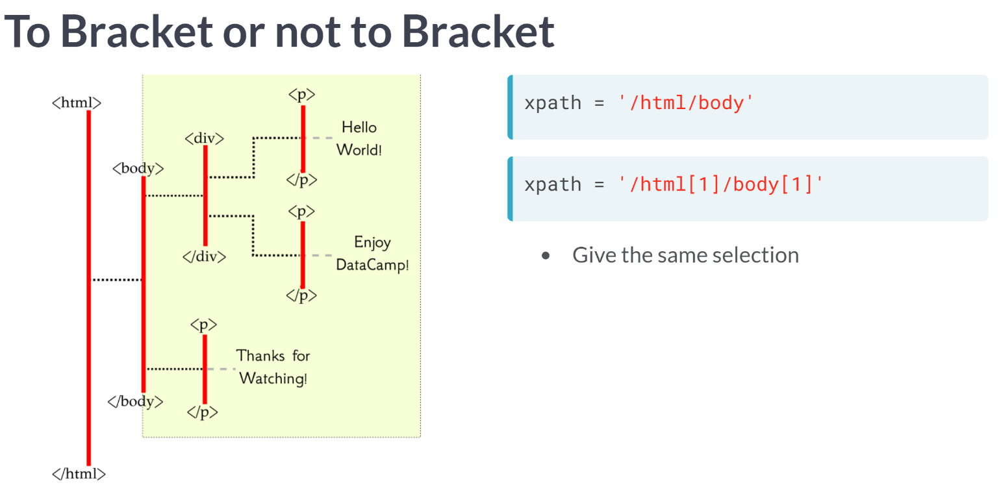 To Bracket or not to Bracket
<html>
<body>
<div>
<p>
Hello
World!
</p>
<p>
Enjoy
DataCamp!
</p>
</div>
<p>
Thanks for
Watching!
</p>
</body>
</html>
xpath = '/html/body'
xpath = '/html[1]/body[1]'
• Give the same selection